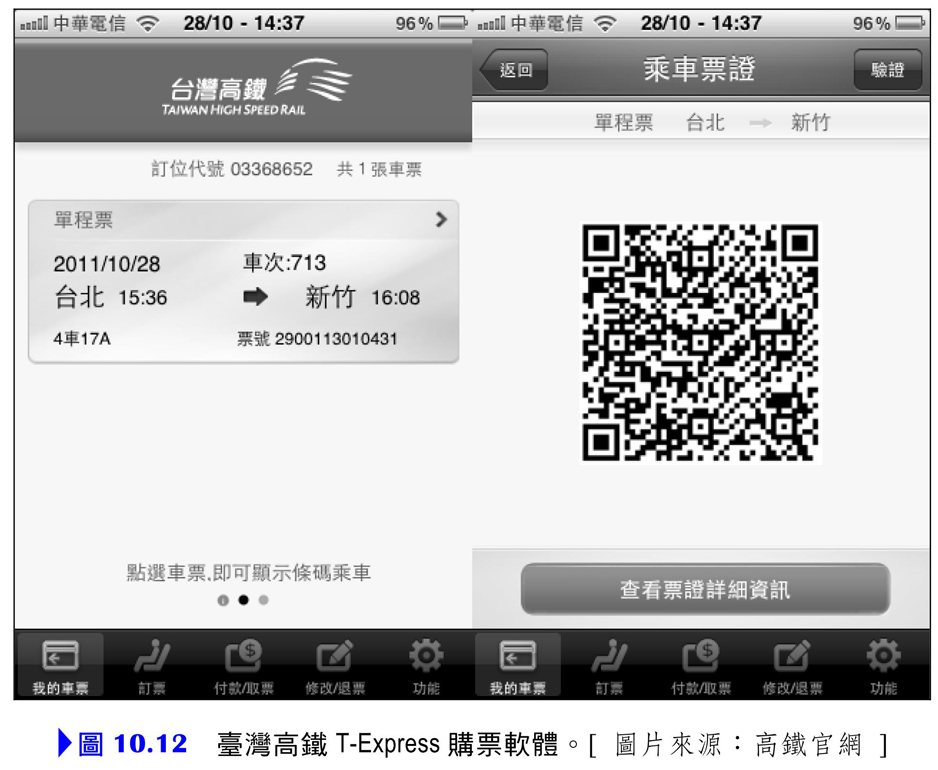 中華電信 28/10 - 14:37 96%
台灣高鐵
TAIWAN HIGH SPEED RAIL
訂位代號 03368652 共 1 張車票
單程票
2011/10/28 車次:713
台北 15:36 新竹 16:08
4車17A 票號 2900113010431
點選車票,即可顯示條碼乘車
我的車票 訂票 付款/取票 修改/退票 功能
中華電信 28/10 - 14:37 96%
返回 乘車票證 驗證
單程票 台北 新竹
查看票證詳細資訊
我的車票 訂票 付款/取票 修改/退票 功能
圖 10.12 臺灣高鐵 T-Express 購票軟體。[ 圖片來源：高鐵官網 ]